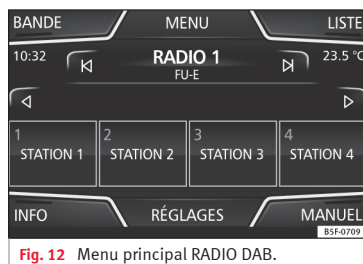 BANDE MENU LISTE
10:32 RADIO 1 23.5 °C
FU-E
1 2 3 4
STATION 1 STATION 2 STATION 3 STATION 4
INFO RÉGLAGES MANUEL
B5F-0709
Fig. 12 Menu principal RADIO DAB.